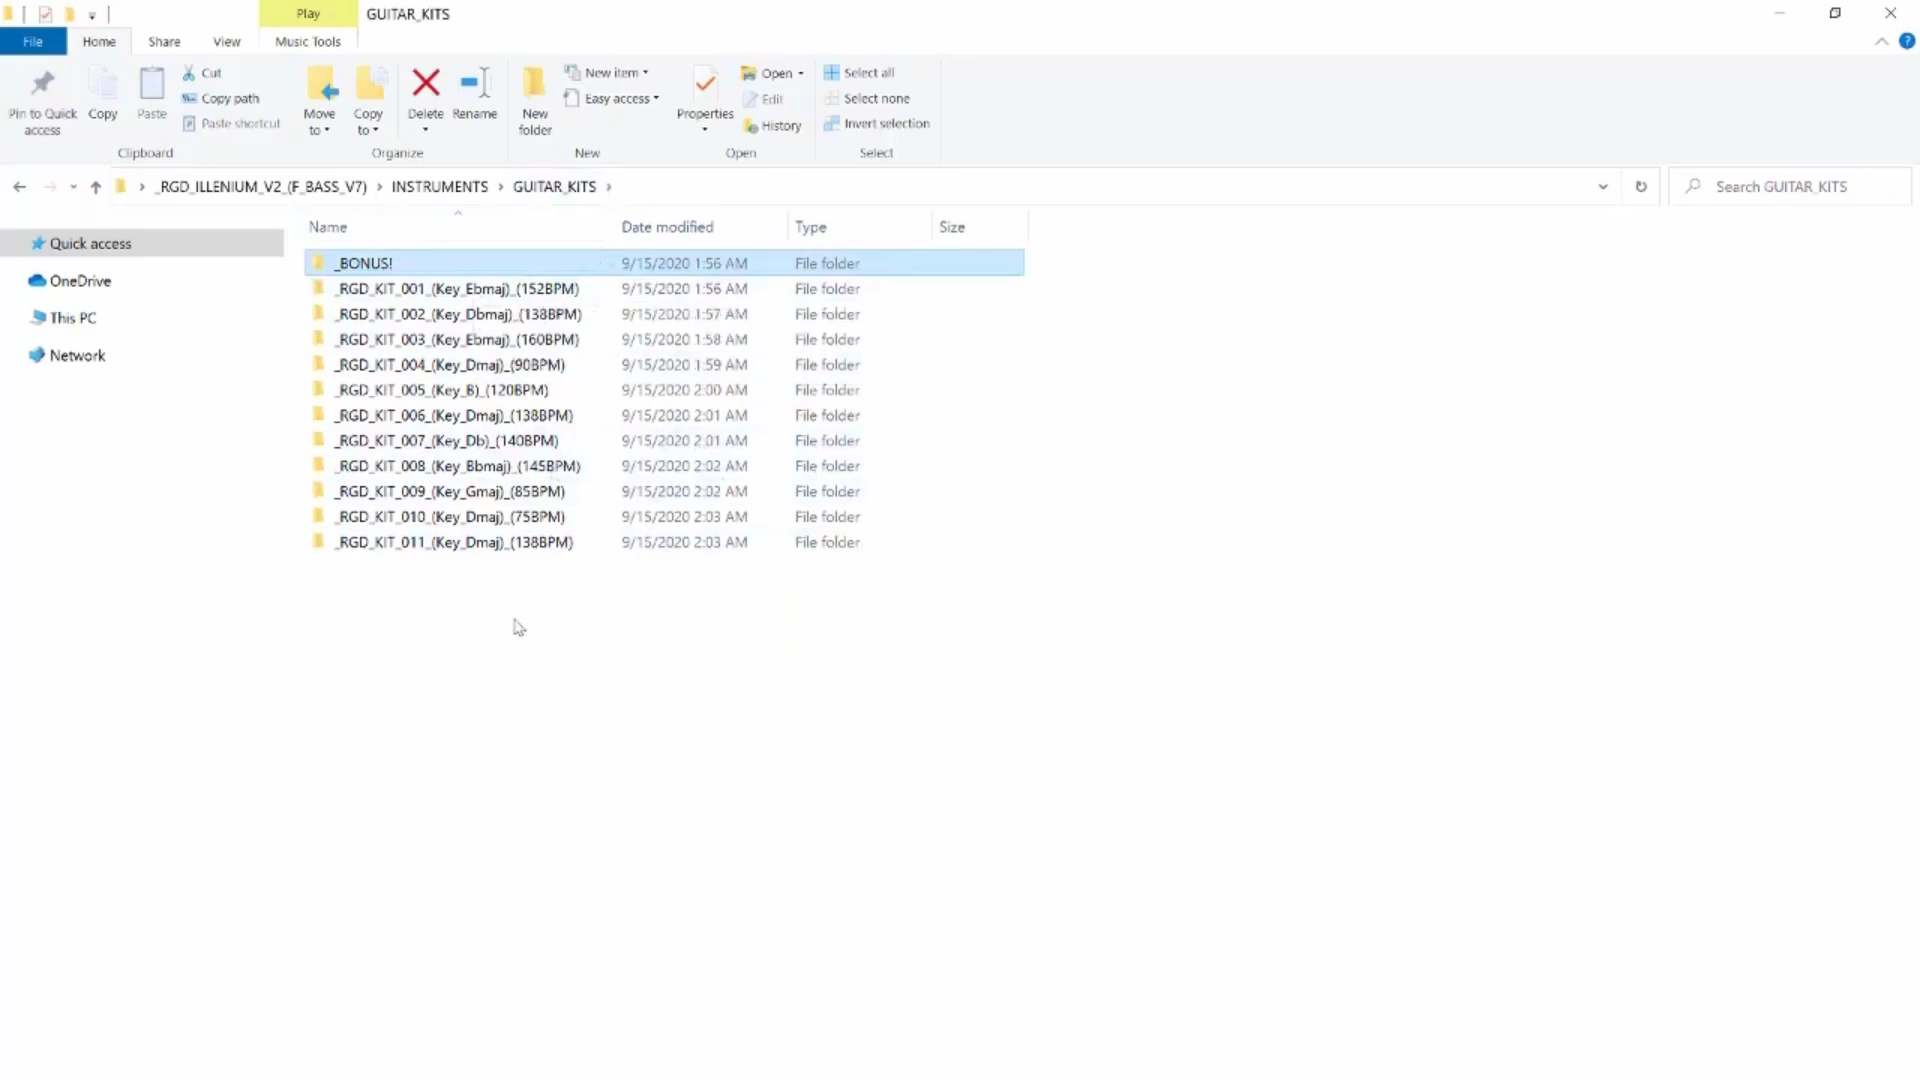 Play
GUITAR_KITS
File
Home
Share
View
Music Tools
Pin to Quick access
Copy
Paste
Cut
Copy path
Paste shortcut
Clipboard
Move to
Copy to
Delete
Rename
Organize
New folder
New item
Easy access
New
Properties
Open
Edit
History
Open
Select all
Select none
Invert selection
Select
_RGD_ILLENIUM_V2_(F_BASS_V7) › INSTRUMENTS › GUITAR_KITS ›
Search GUITAR_KITS
Quick access
OneDrive
This PC
Network
Name Date modified Type Size
_BONUS! 9/15/2020 1:56 AM File folder
_RGD_KIT_001_(Key_Ebmaj)_(152BPM) 9/15/2020 1:56 AM File folder
_RGD_KIT_002_(Key_Dbmaj)_(138BPM) 9/15/2020 1:57 AM File folder
_RGD_KIT_003_(Key_Ebmaj)_(160BPM) 9/15/2020 1:58 AM File folder
_RGD_KIT_004_(Key_Dmaj)_(90BPM) 9/15/2020 1:59 AM File folder
_RGD_KIT_005_(Key_B)_(120BPM) 9/15/2020 2:00 AM File folder
_RGD_KIT_006_(Key_Dmaj)_(138BPM) 9/15/2020 2:01 AM File folder
_RGD_KIT_007_(Key_Db)_(140BPM) 9/15/2020 2:01 AM File folder
_RGD_KIT_008_(Key_Bbmaj)_(145BPM) 9/15/2020 2:02 AM File folder
_RGD_KIT_009_(Key_Gmaj)_(85BPM) 9/15/2020 2:02 AM File folder
_RGD_KIT_010_(Key_Dmaj)_(75BPM) 9/15/2020 2:03 AM File folder
_RGD_KIT_011_(Key_Dmaj)_(138BPM) 9/15/2020 2:03 AM File folder